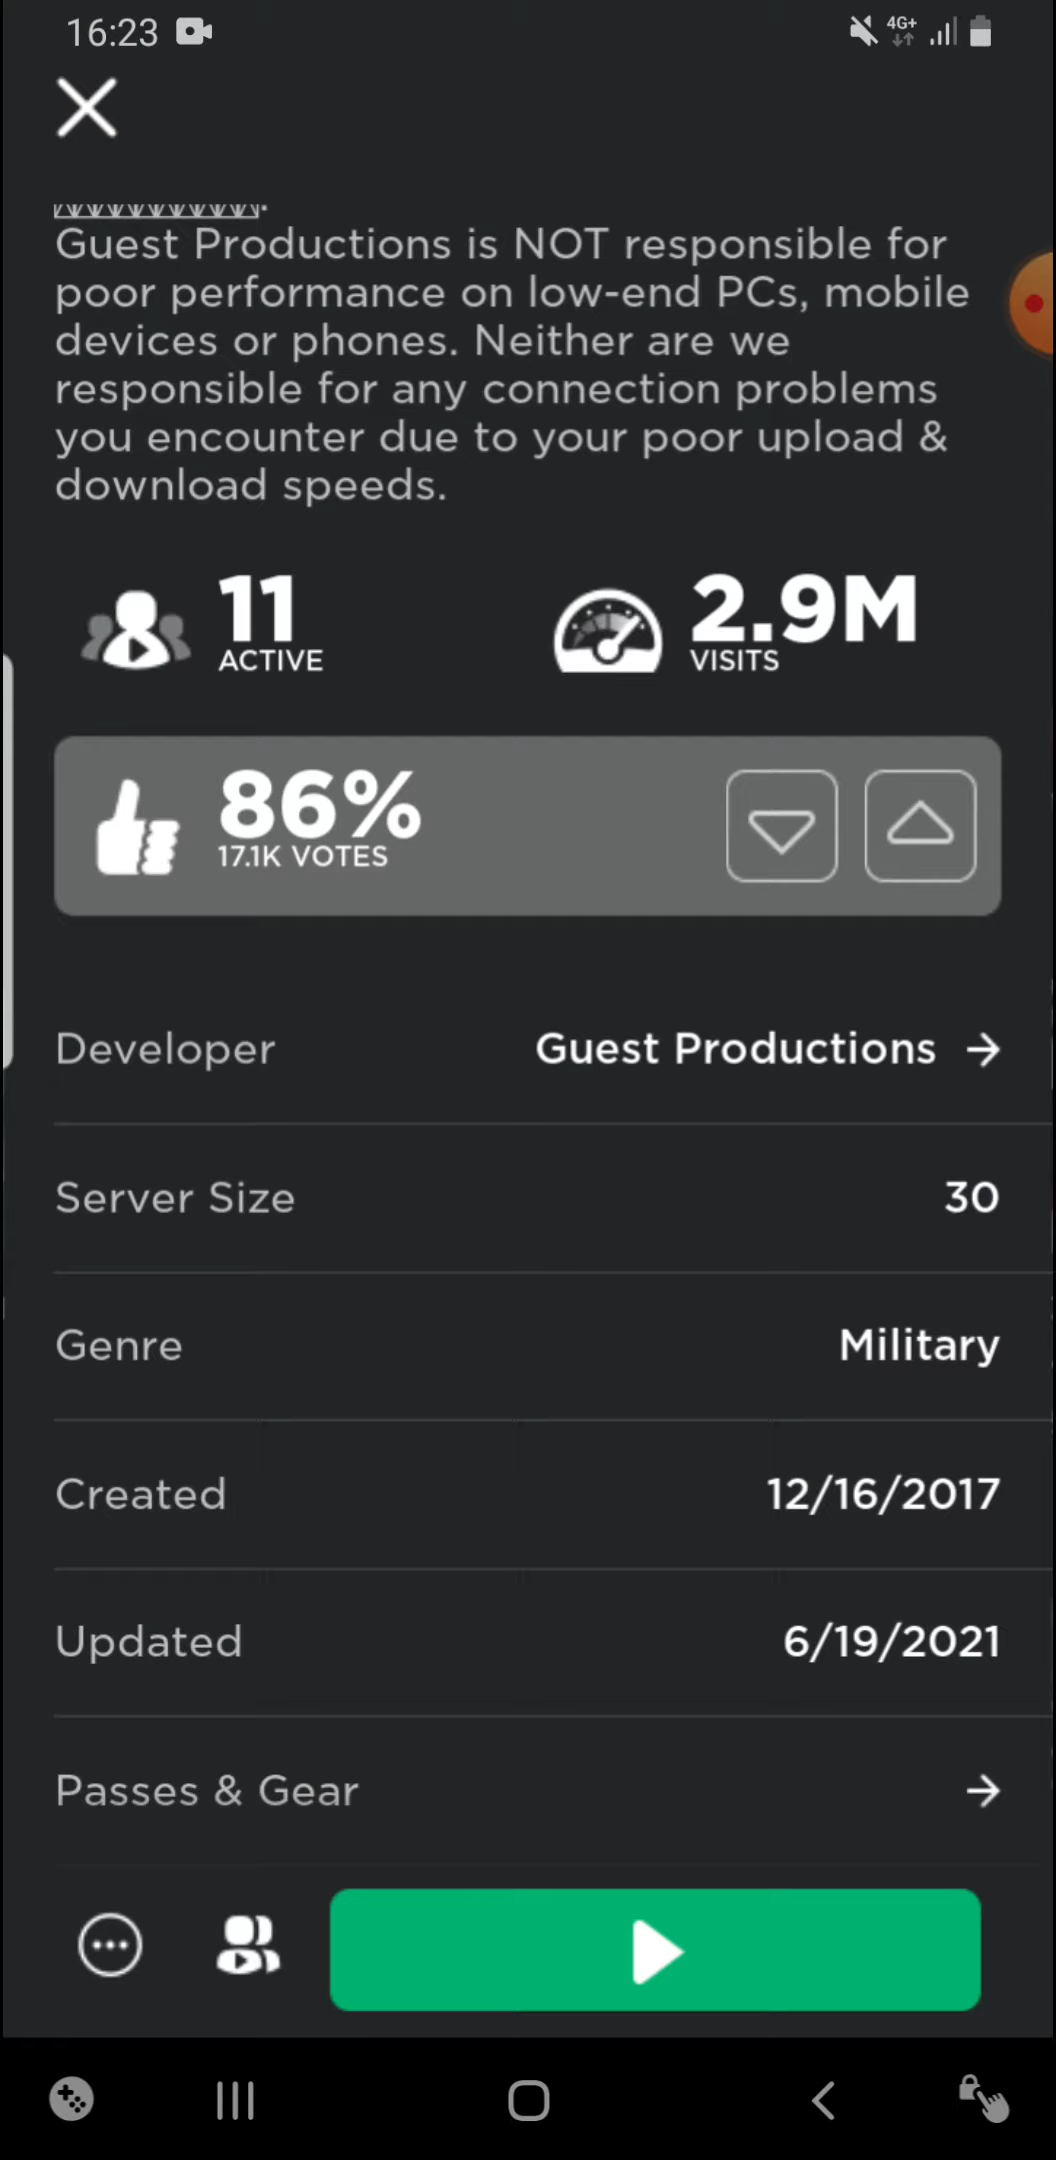 16:23
4G+
Guest Productions is NOT responsible for
poor performance on low-end PCs, mobile
devices or phones. Neither are we
responsible for any connection problems
you encounter due to your poor upload &
download speeds.
11
ACTIVE
2.9M
VISITS
86%
17.1K VOTES
Developer
Guest Productions
Server Size
30
Genre
Military
Created
12/16/2017
Updated
6/19/2021
Passes & Gear